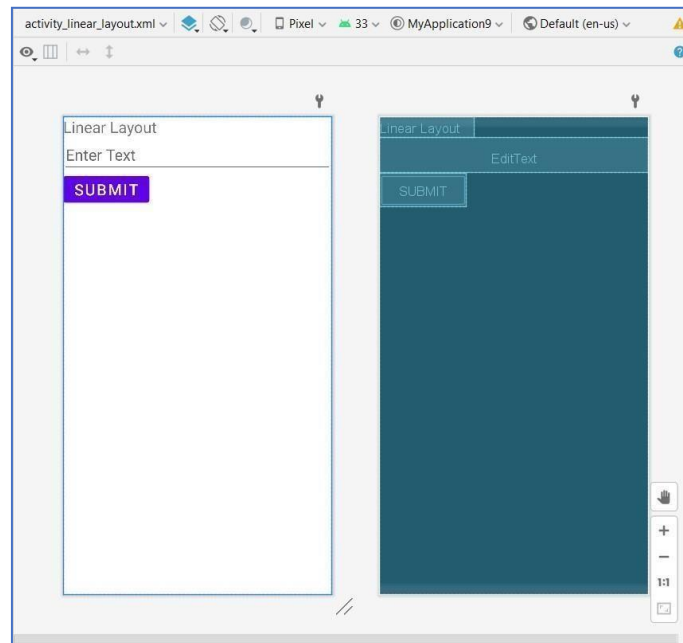 activity_linear_layout.xml Pixel 33 MyApplication9 Default (en-us)
Linear Layout
Enter Text
SUBMIT
Linear Layout
EditText
SUBMIT
1:1